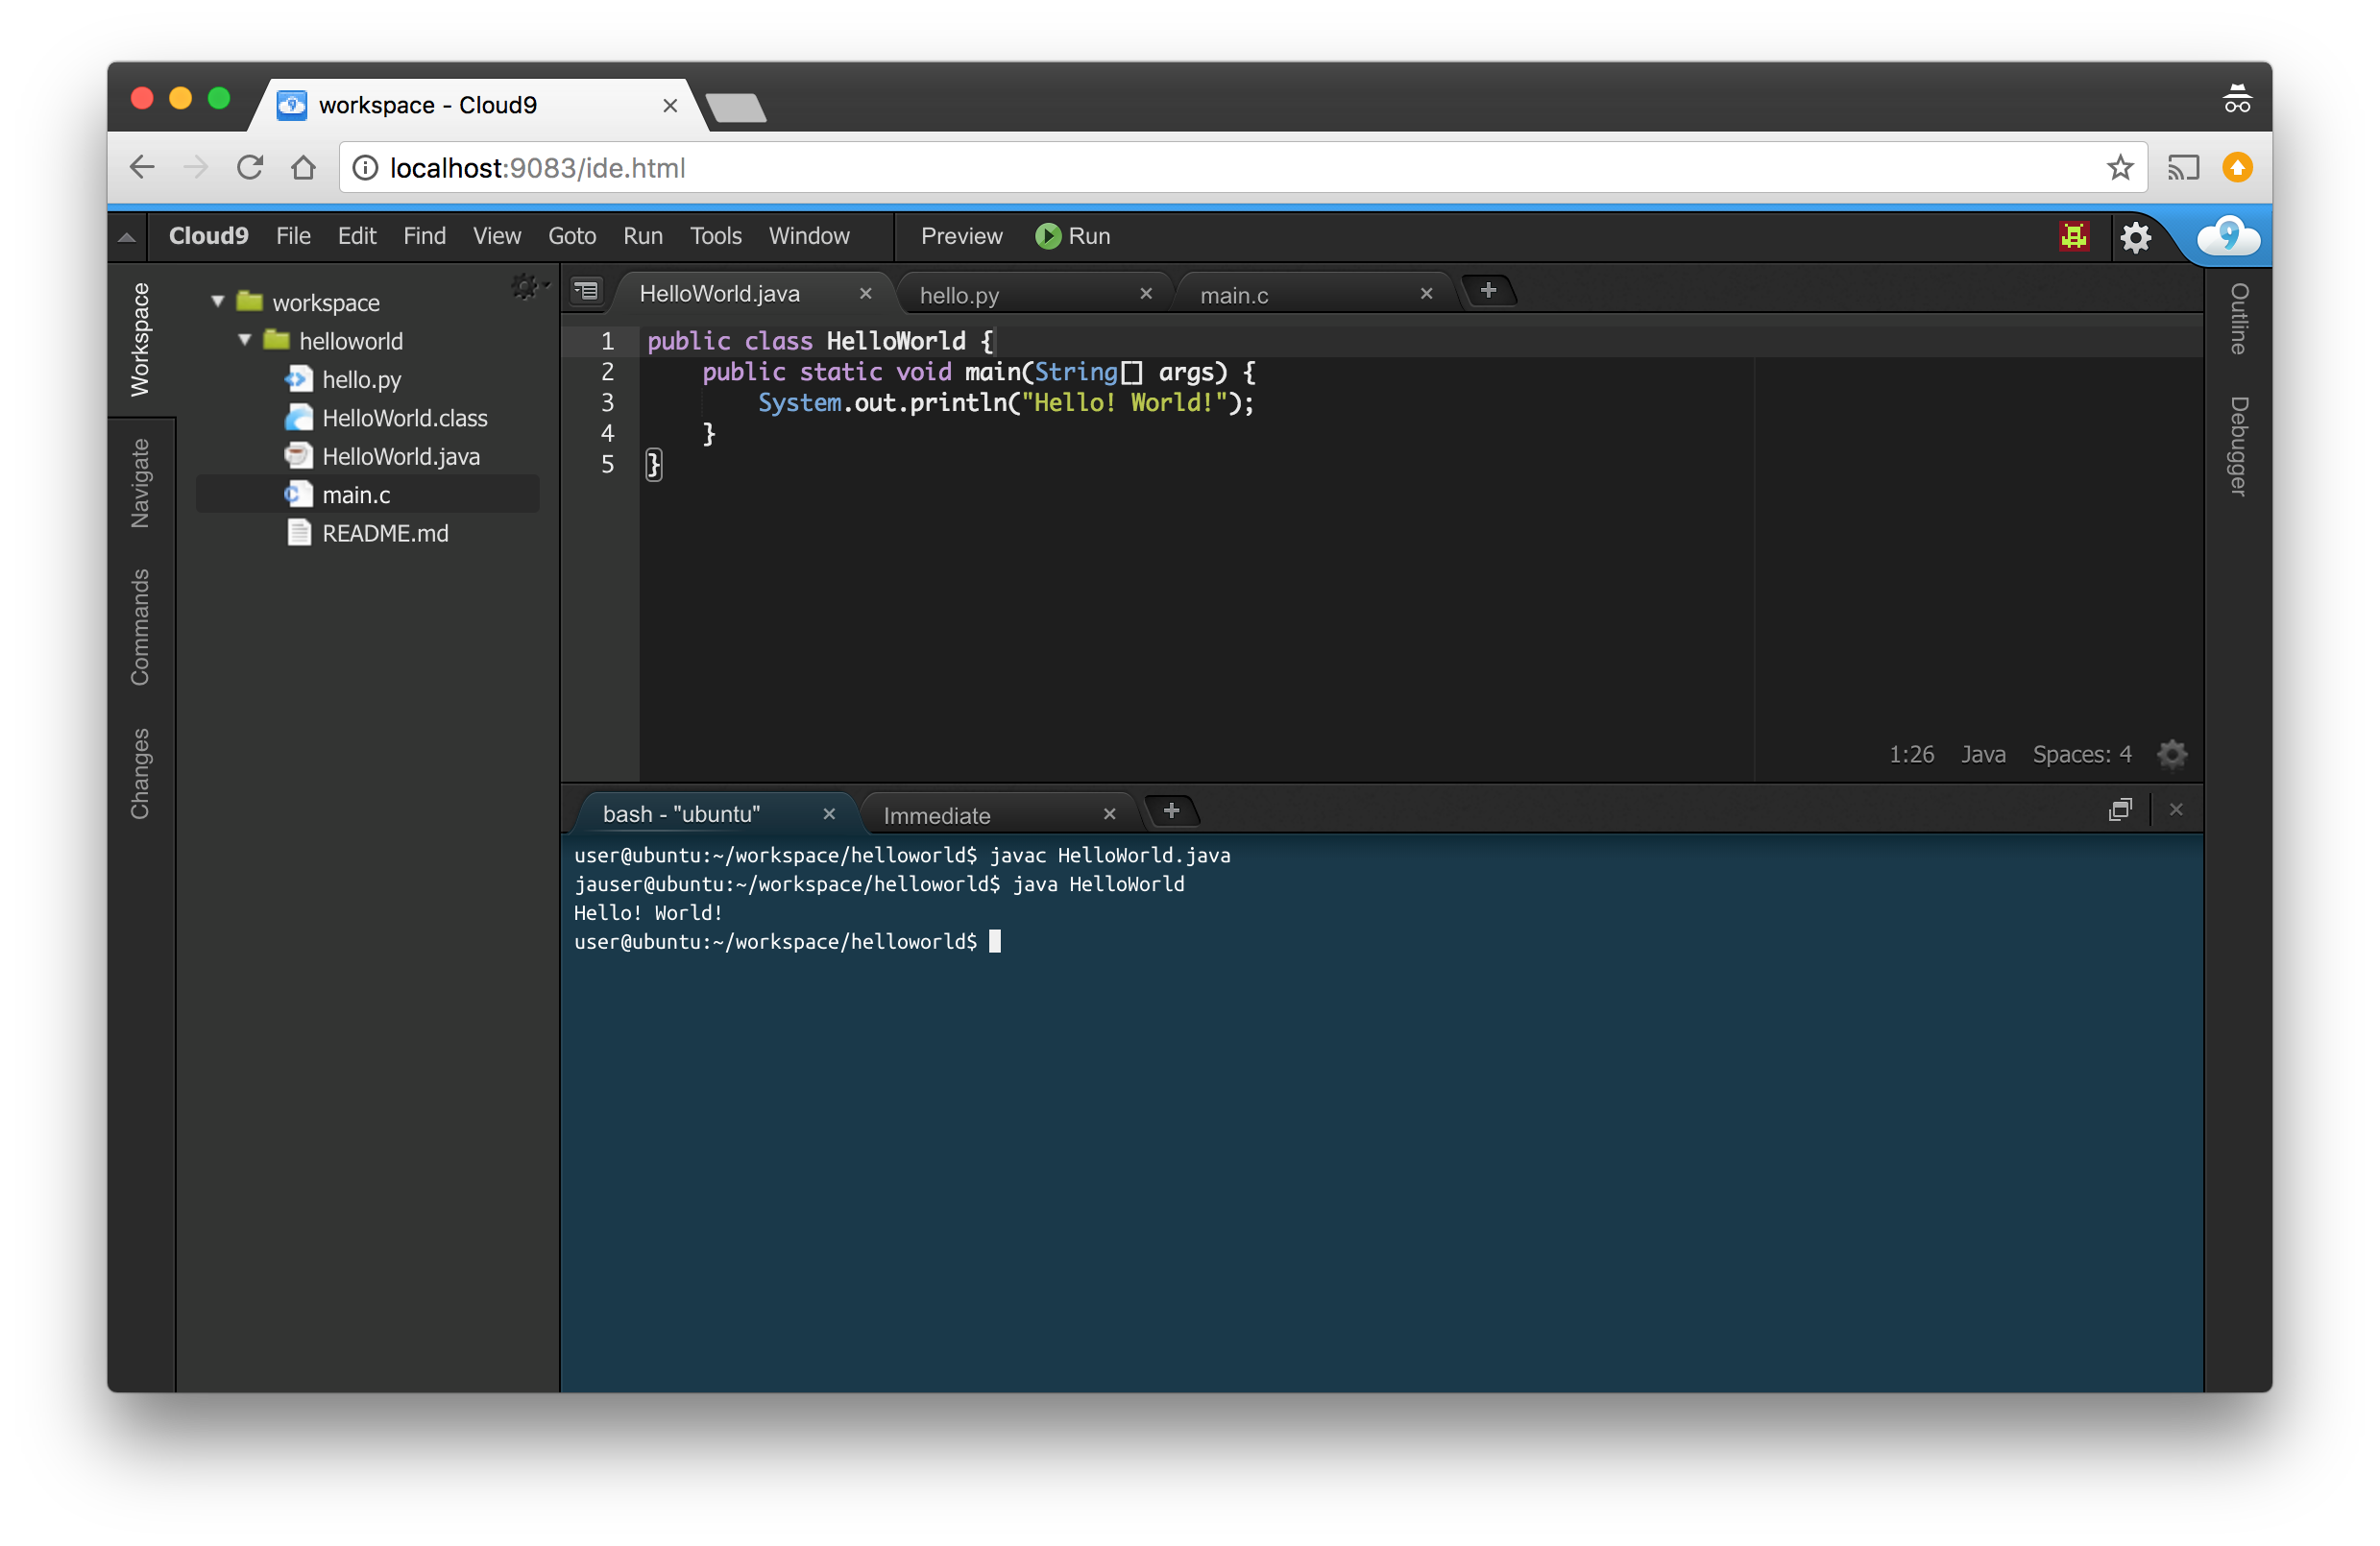 workspace - Cloud9
localhost:9083/ide.html
Cloud9 File Edit Find View Goto Run Tools Window Preview Run 9
Workspace
Navigate
Commands
Changes
workspace
helloworld
hello.py
HelloWorld.class
HelloWorld.java
main.c
README.md
HelloWorld.java hello.py main.c
1 public class HelloWorld {
2     public static void main(String[] args) {
3         System.out.println("Hello! World!");
4     }
5 }
1:26 Java Spaces: 4
Outline
Debugger
bash - "ubuntu" Immediate
user@ubuntu:~/workspace/helloworld$ javac HelloWorld.java
jauser@ubuntu:~/workspace/helloworld$ java HelloWorld
Hello! World!
user@ubuntu:~/workspace/helloworld$